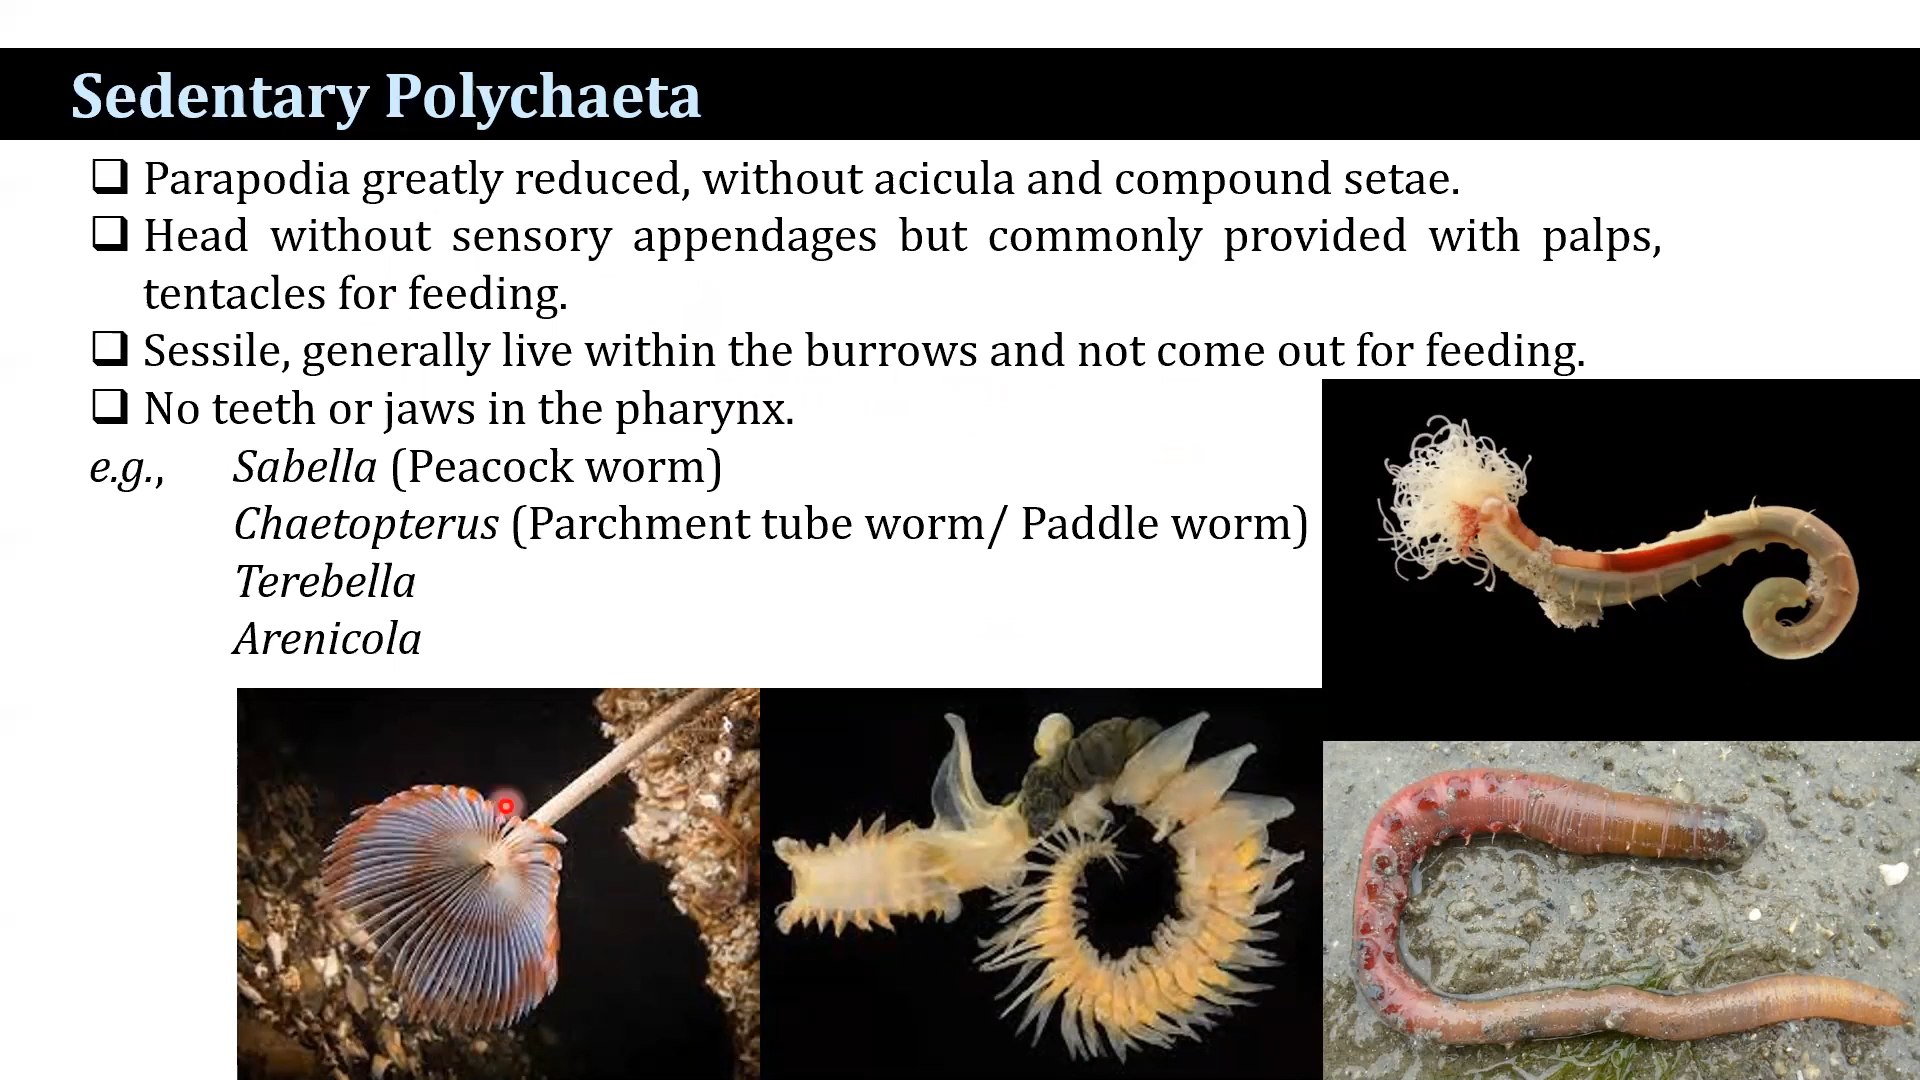 Sedentary Polychaeta
Parapodia greatly reduced, without acicula and compound setae.
Head without sensory appendages but commonly provided with palps,
tentacles for feeding.
Sessile, generally live within the burrows and not come out for feeding.
No teeth or jaws in the pharynx.
e.g., Sabella (Peacock worm)
Chaetopterus (Parchment tube worm/ Paddle worm)
Terebella
Arenicola